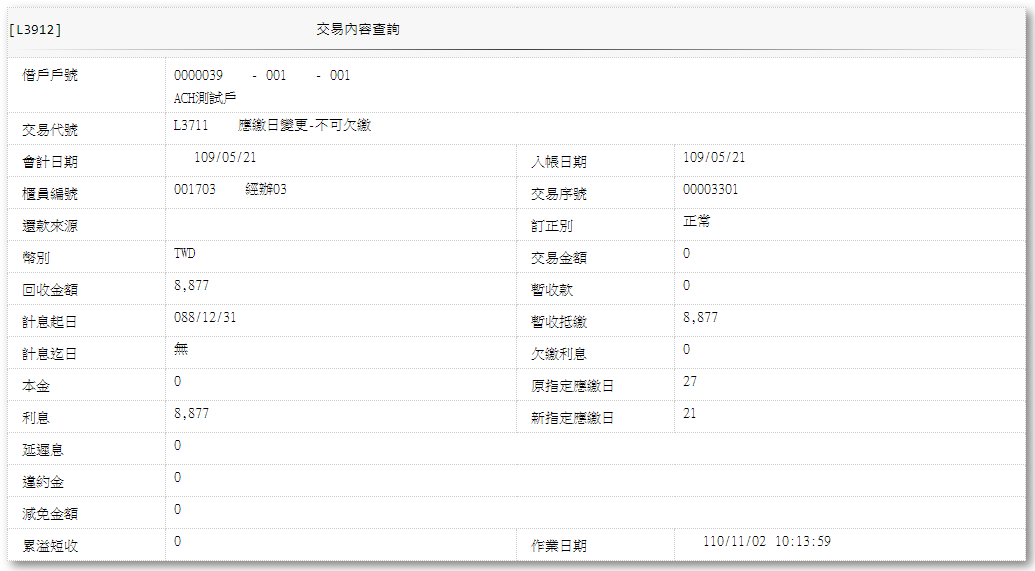 [L3912] 交易內容查詢
借戶戶號 0000039 - 001 - 001
ACH測試戶
交易代號 L3711 應繳日變更-不可欠繳
會計日期 109/05/21 入帳日期 109/05/21
櫃員編號 001703 經辦03 交易序號 00003301
還款來源 訂正別 正常
幣別 TWD 交易金額 0
回收金額 8,877 暫收款 0
計息起日 088/12/31 暫收抵繳 8,877
計息迄日 無 欠繳利息 0
本金 0 原指定應繳日 27
利息 8,877 新指定應繳日 21
延遲息 0
違約金 0
減免金額 0
累溢短收 0 作業日期 110/11/02 10:13:59